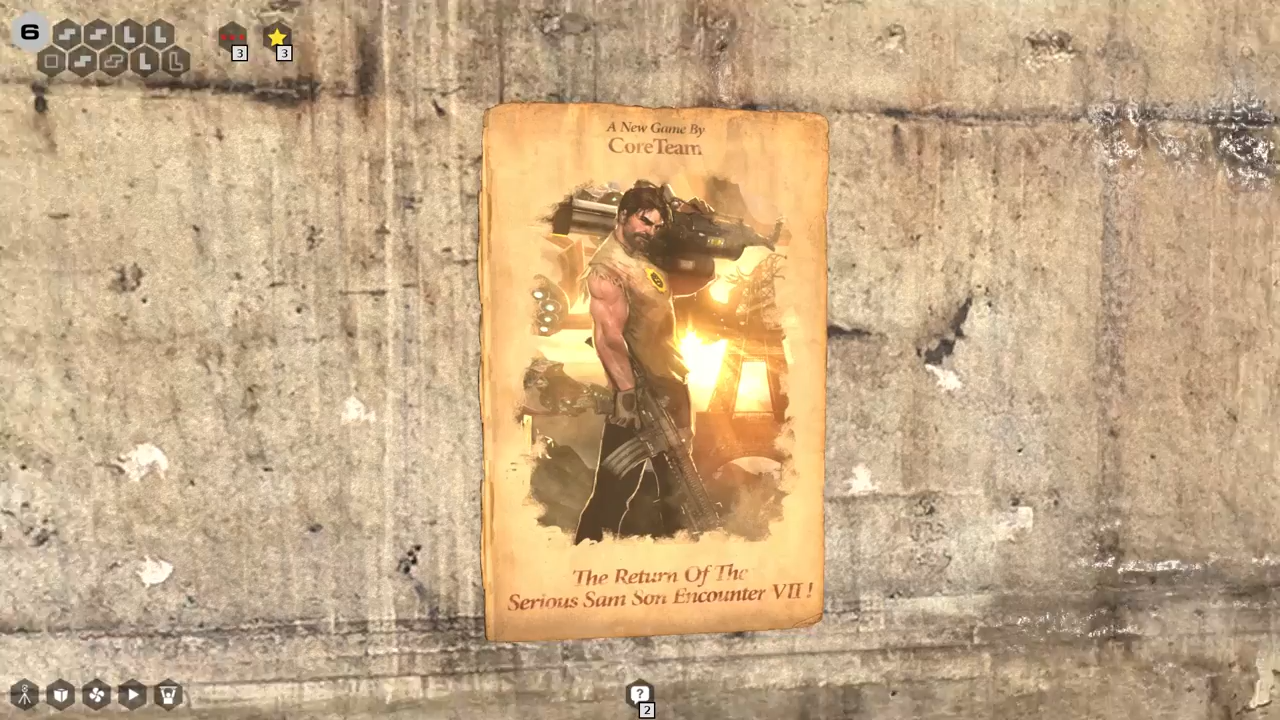 6
3
3
A New Game By
CoreTeam
The Return Of The
Serious Sam Son Encounter VII !
?
2